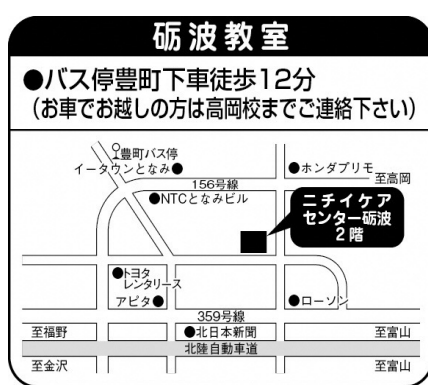 砺波教室
●バス停豊町下車徒歩12分
(お車でお越しの方は高岡校までご連絡下さい)
豊町バス停
イータウンとなみ●
●ホンダプリモ
至高岡
156号線
●NTCとなみビル
ニチイケア
センター砺波
2階
●トヨタ
レンタリース
アピタ●
●ローソン
359号線
至福野
●北日本新聞
至富山
北陸自動車道
至金沢
至富山